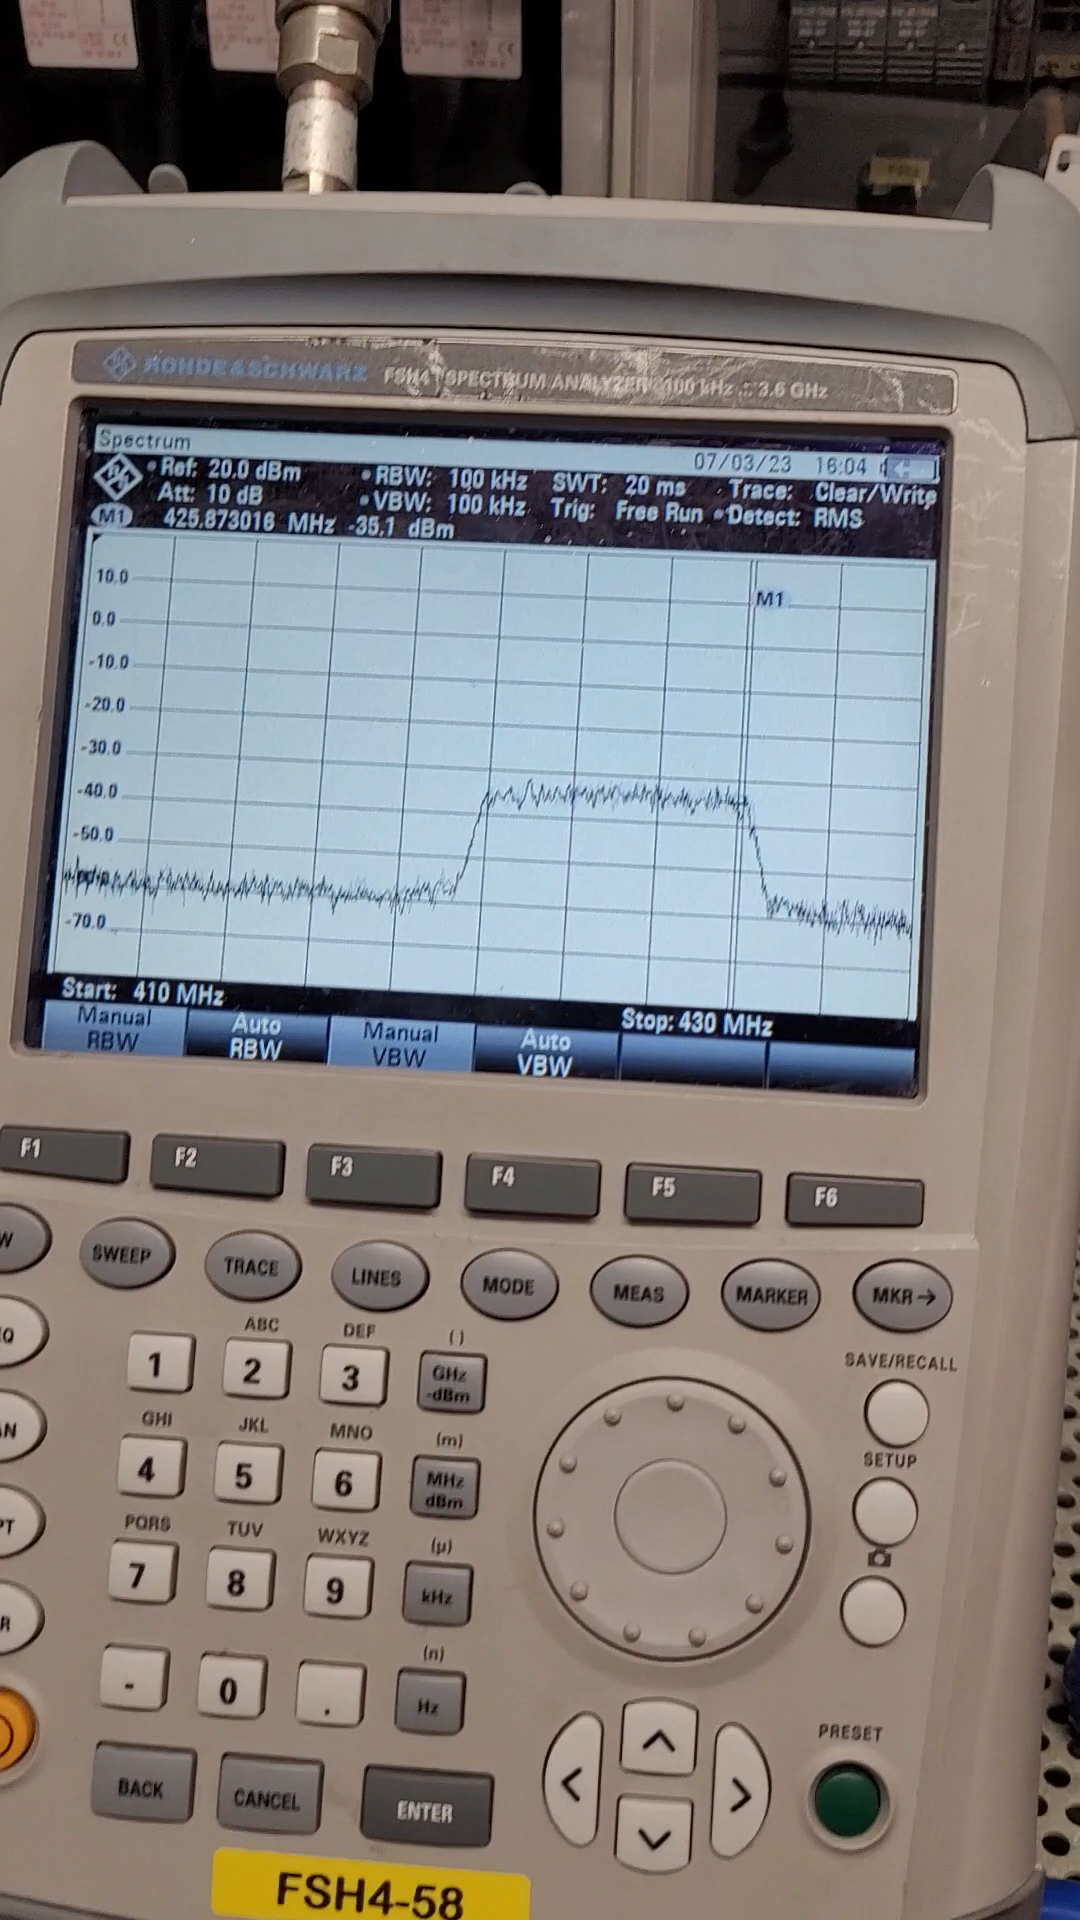 ROHDE&SCHWARZ FSH4 SPECTRUM ANALYZER 100 kHz ... 3.6 GHz
Spectrum
07/03/23 16:04
Ref: 20.0 dBm RBW: 100 kHz SWT: 20 ms Trace: Clear/Write
Att: 10 dB VBW: 100 kHz Trig: Free Run Detect: RMS
M1 425.873016 MHz -35.1 dBm
M1
10.0
0.0
-10.0
-20.0
-30.0
-40.0
-50.0
-70.0
Start: 410 MHz Stop: 430 MHz
Manual RBW
Auto RBW
Manual VBW
Auto VBW
F1 F2 F3 F4 F5 F6
W SWEEP TRACE LINES MODE MEAS MARKER MKR→
ABC DEF ( )
1 2 3 GHz -dBm
SAVE/RECALL
GHI JKL MNO (m)
4 5 6 MHz dBm
SETUP
PQRS TUV WXYZ (µ)
7 8 9 kHz
(n)
- 0 . Hz
PRESET
BACK CANCEL ENTER
FSH4-58